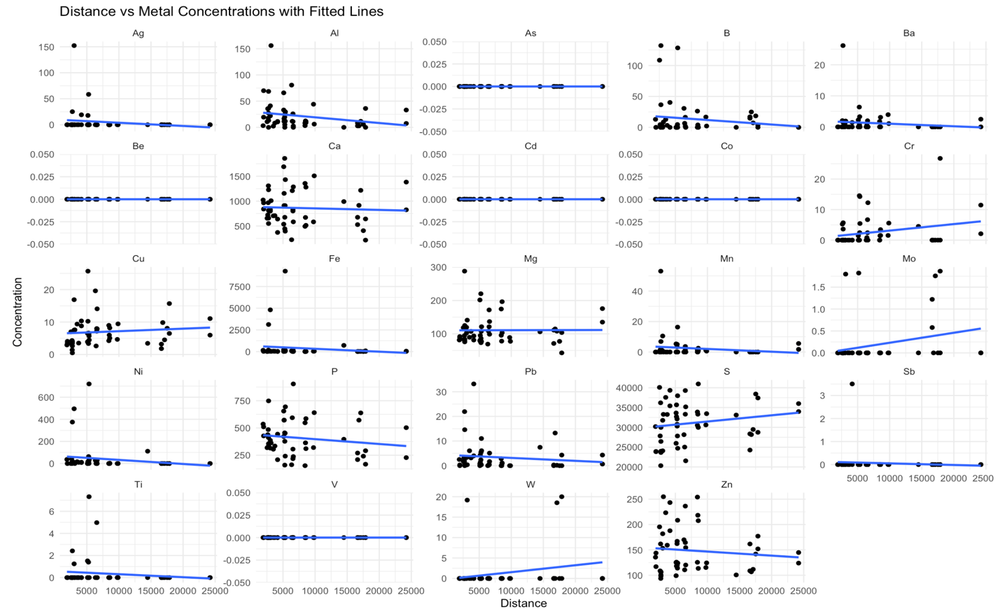 Distance vs Metal Concentrations with Fitted Lines
Ag Al As B Ba
150 150 0.050 100 20
100 100 0.025 50 10
50 50 0.000 0 0
0 0 -0.025
-0.050
Be Ca Cd Co Cr
0.050 1500 0.050 0.050 20
0.025 1000 0.025 0.025 10
0.000 500 0.000 0.000 0
-0.025 -0.025 -0.025
-0.050 -0.050 -0.050
Cu Fe Mg Mn Mo
20 7500 300 40 1.5
10 5000 200 20 1.0
0 2500 100 0 0.5
0 0.0
Concentration
Ni P Pb S Sb
600 750 30 40000 3
400 500 20 35000 2
200 250 10 30000 1
0 0 25000 0
20000
5000 10000 15000 20000 2500
Ti V W Zn
6 0.050 20 250
4 0.025 15 200
2 0.000 10 150
0 -0.025 5 100
-0.050 0
5000 10000 15000 20000 25000 5000 10000 15000 20000 25000 5000 10000 15000 20000 25000 5000 10000 15000 20000 25000
Distance